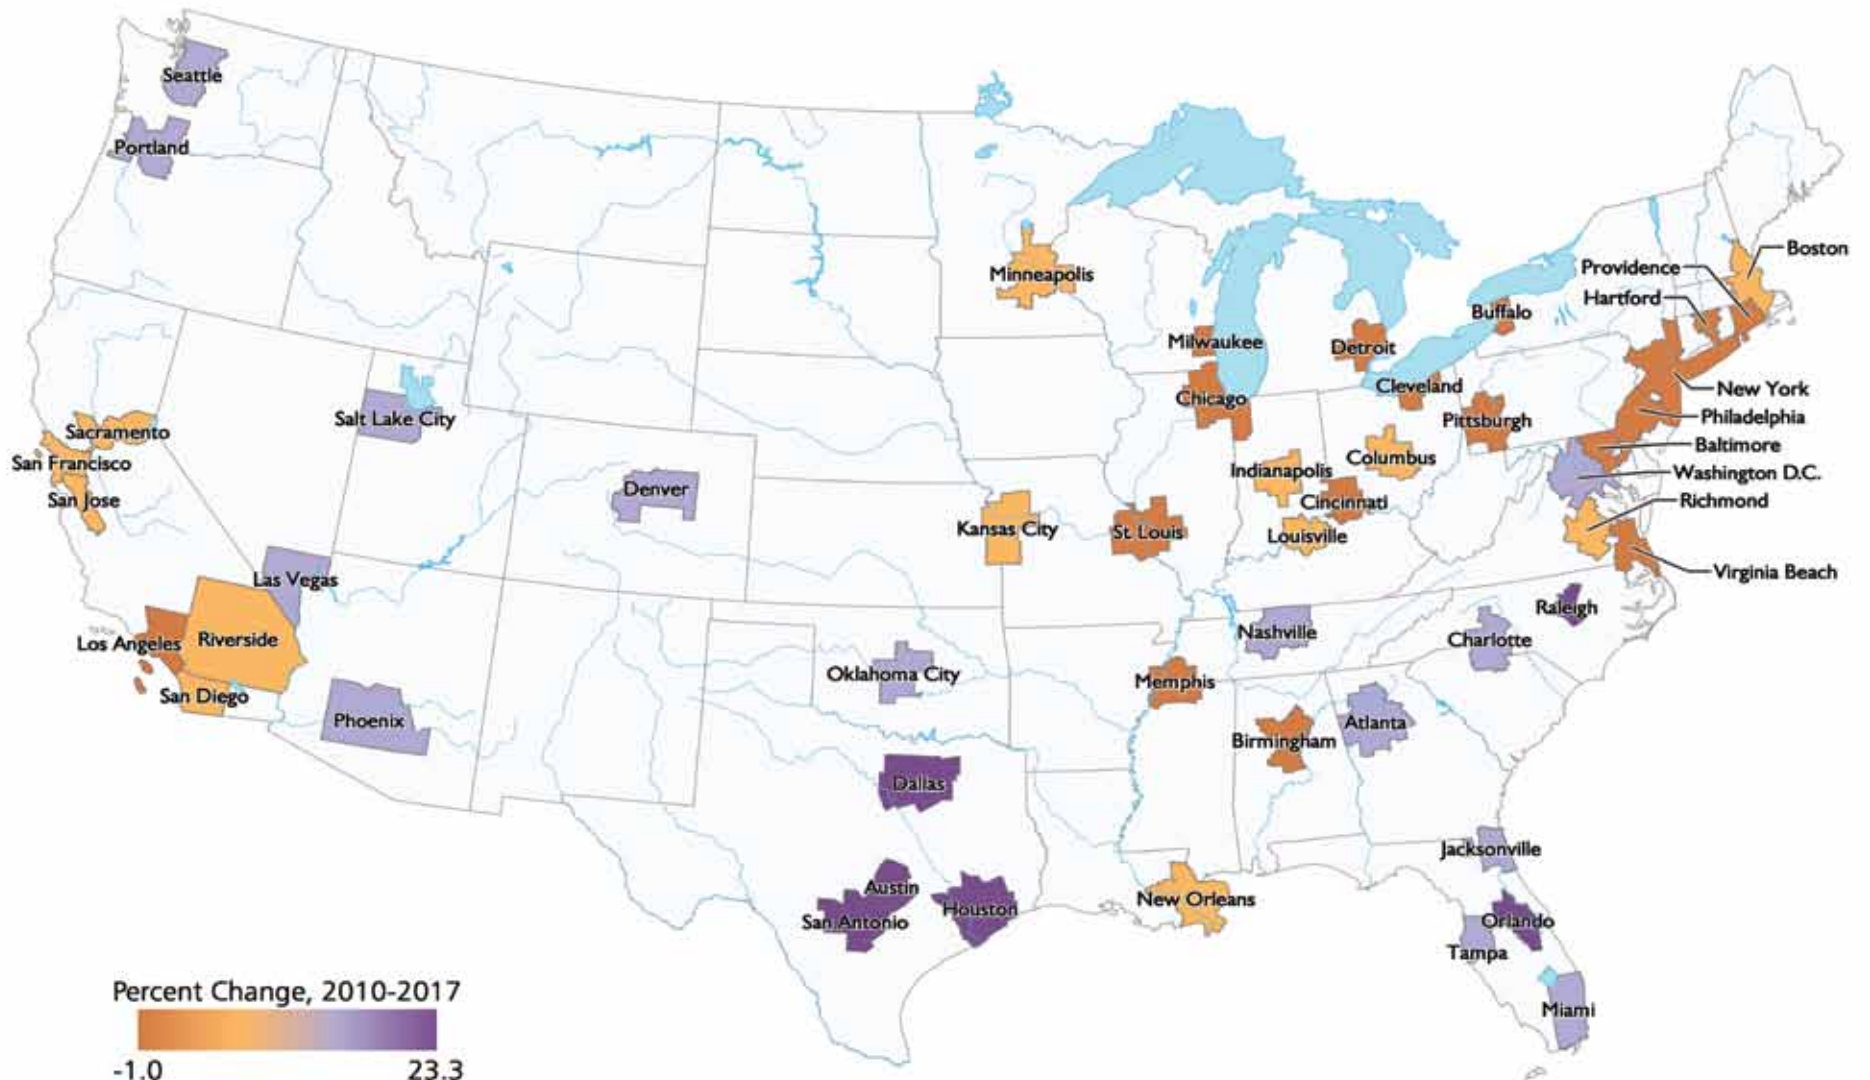 Seattle
Portland
Minneapolis
Boston
Providence
Hartford
Buffalo
Milwaukee
Detroit
Cleveland
New York
Chicago
Philadelphia
Salt Lake City
Pittsburgh
Sacramento
Baltimore
San Francisco
Columbus
Indianapolis
Washington D.C.
Denver
San Jose
Cincinnati
Richmond
Kansas City
St. Louis
Louisville
Las Vegas
Virginia Beach
Raleigh
Los Angeles
Riverside
Nashville
Charlotte
Oklahoma City
Memphis
San Diego
Phoenix
Atlanta
Birmingham
Dallas
Jacksonville
Austin
New Orleans
Houston
San Antonio
Orlando
Tampa
Miami
Percent Change, 2010-2017
-1.0 23.3